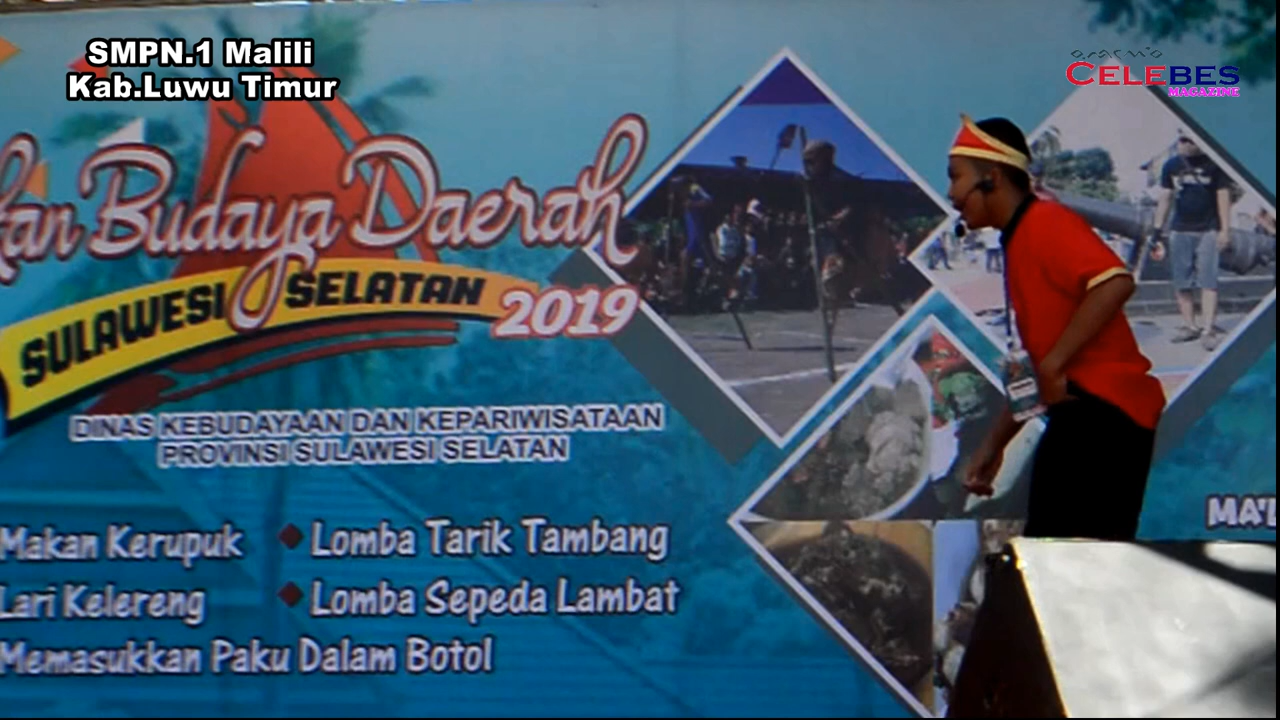 SMPN.1 Malili
Kab.Luwu Timur
CELEBES
MAGAZINE
Budaya Daerah
SULAWESI SELATAN 2019
DINAS KEBUDAYAAN DAN KEPARIWISATAAN
PROVINSI SULAWESI SELATAN
Makan Kerupuk
Lomba Tarik Tambang
Lari Kelereng
Lomba Sepeda Lambat
Memasukkan Paku Dalam Botol